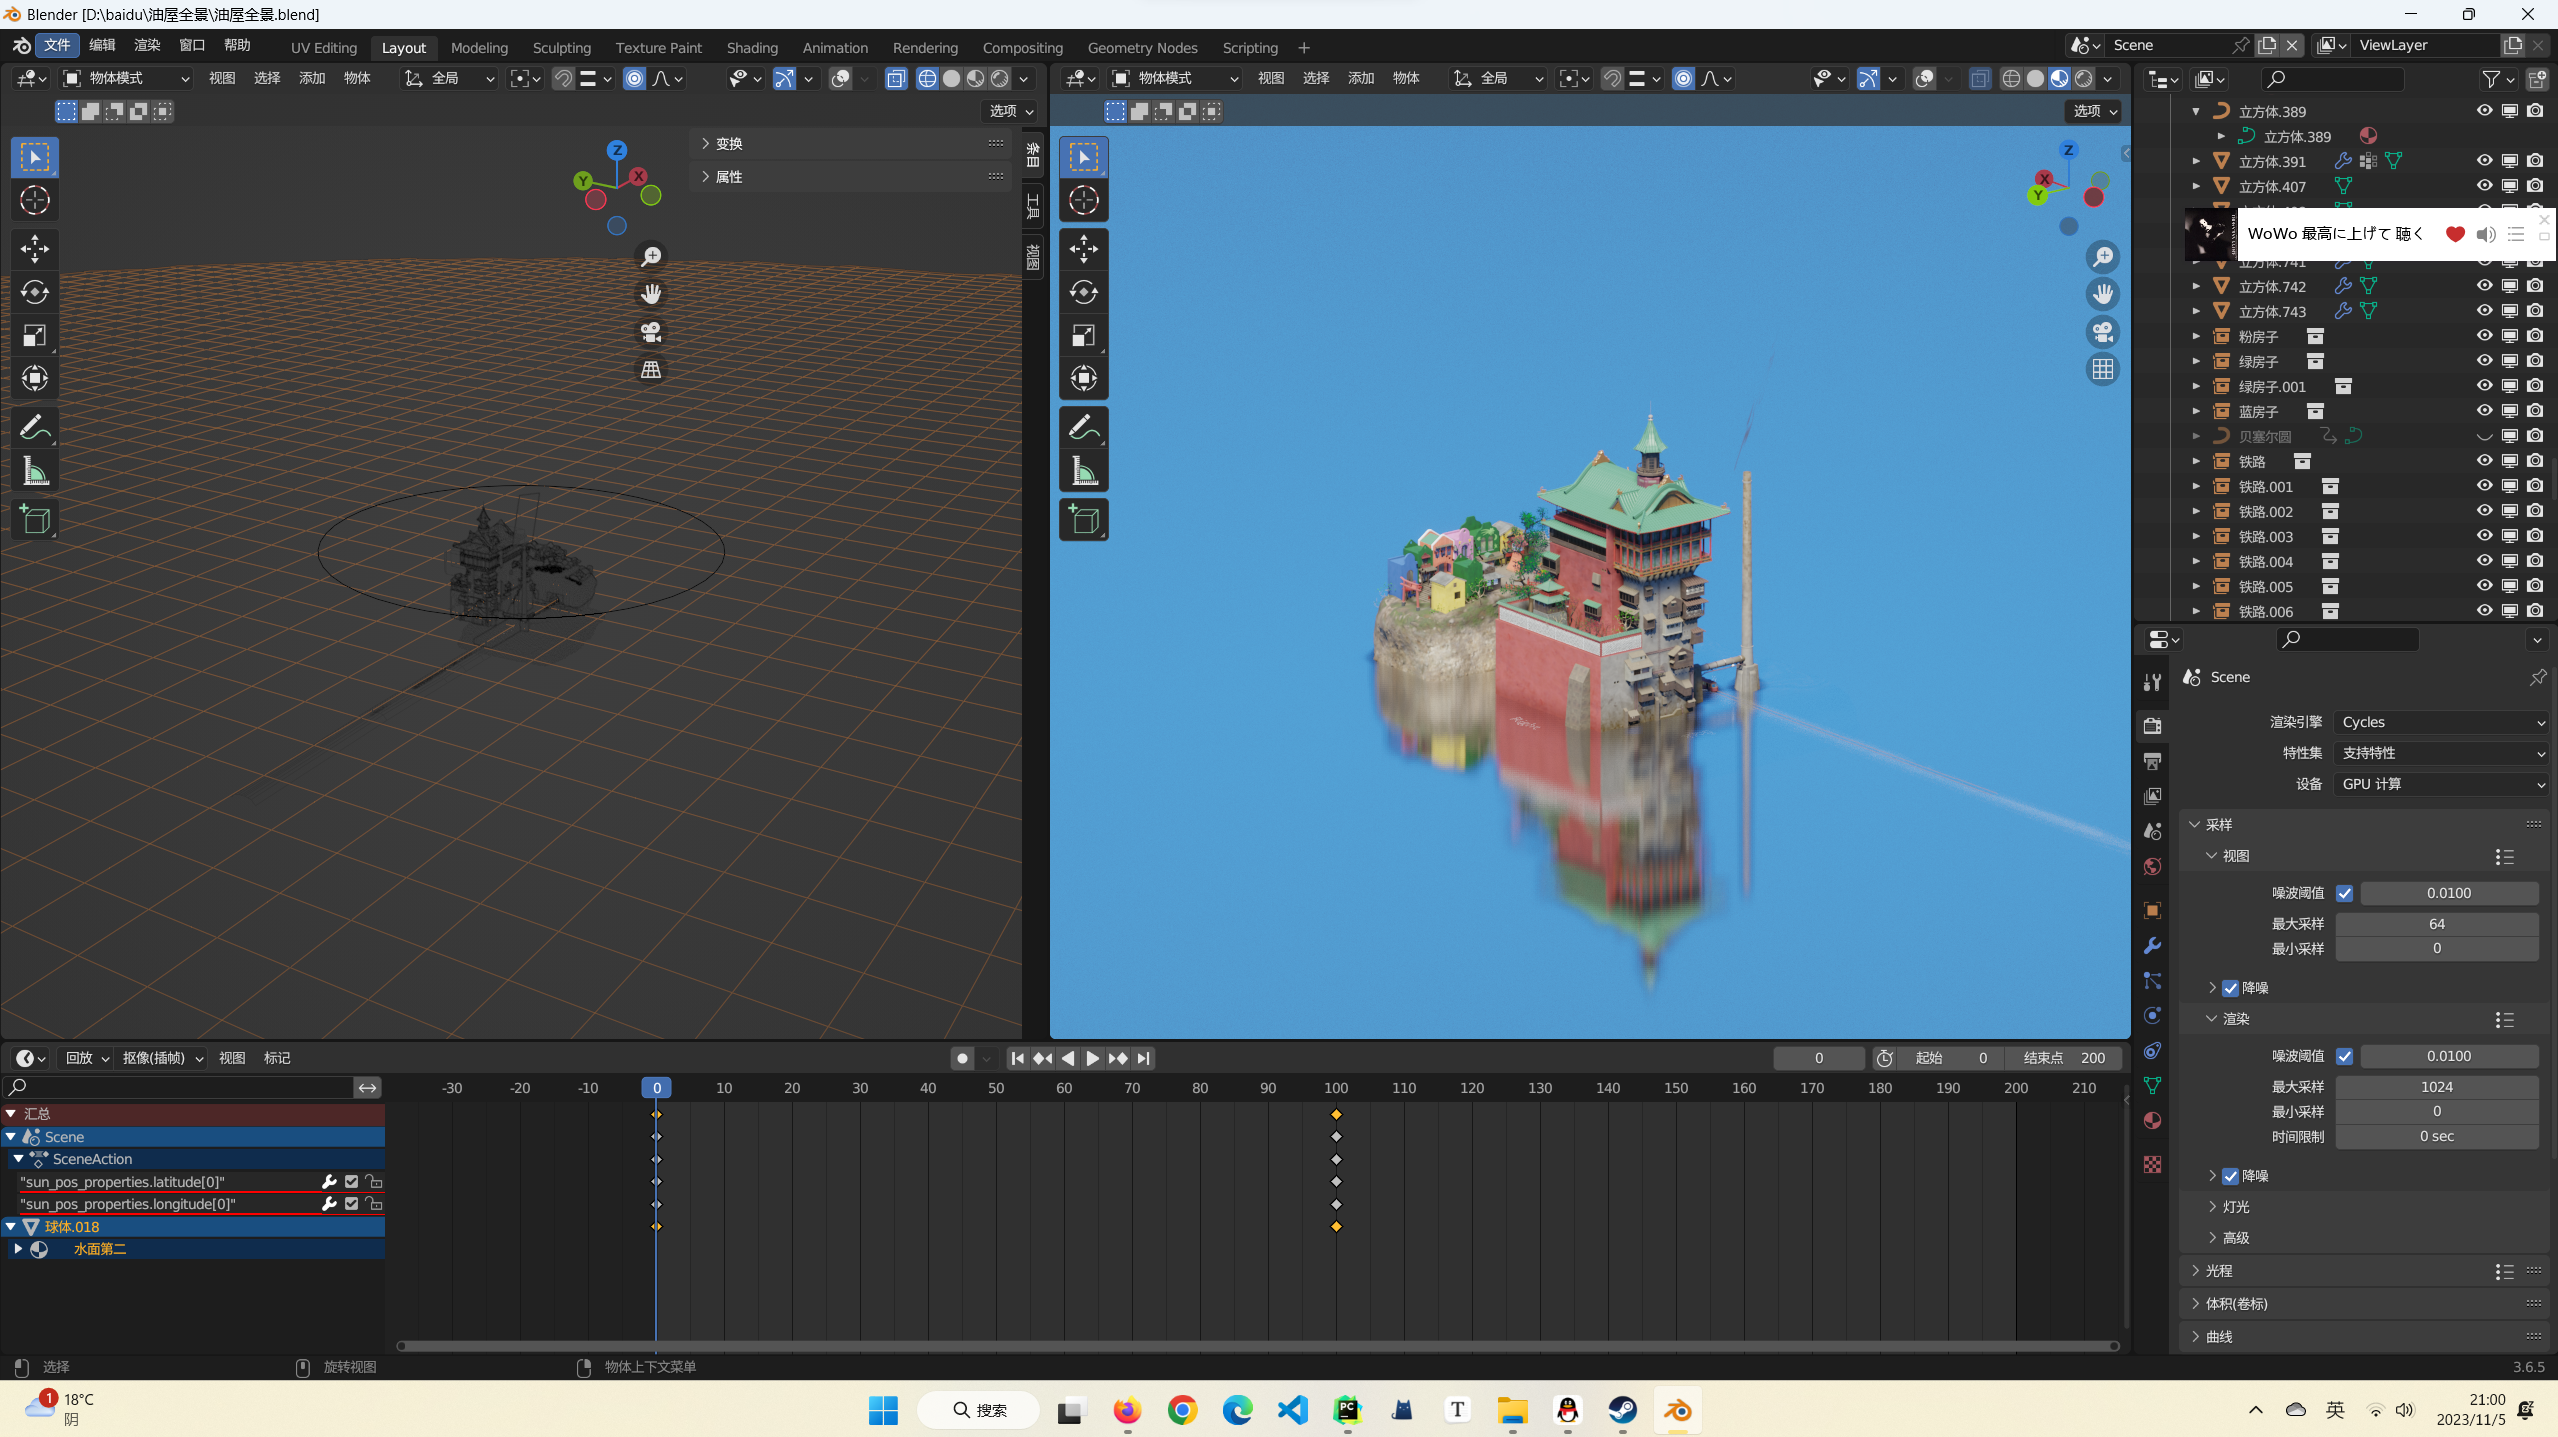 Blender [D:\baidu\油屋全景\油屋全景.blend]
文件 编辑 渲染 窗口 帮助 UV Editing Layout Modeling Sculpting Texture Paint Shading Animation Rendering Compositing Geometry Nodes Scripting + Scene ViewLayer
物体模式 视图 选择 添加 物体 全局
选项
变换
属性
条目
工具
视图
Z
Y
X
物体模式 视图 选择 添加 物体 全局
选项
Z
X
Y
立方体.389
立方体.389
立方体.391
立方体.407
WoWo 最高に上げて 聴く
立方体.741
立方体.742
立方体.743
粉房子
绿房子
绿房子.001
蓝房子
贝塞尔圆
铁路
铁路.001
铁路.002
铁路.003
铁路.004
铁路.005
铁路.006
Scene
渲染引擎 Cycles
特性集 支持特性
设备 GPU 计算
采样
视图
噪波阈值 0.0100
最大采样 64
最小采样 0
降噪
渲染
噪波阈值 0.0100
最大采样 1024
最小采样 0
时间限制 0 sec
降噪
灯光
高级
光程
体积(卷标)
曲线
回放 抠像(插帧) 视图 标记 0 起始 0 结束点 200
-30 -20 -10 0 10 20 30 40 50 60 70 80 90 100 110 120 130 140 150 160 170 180 190 200 210
汇总
Scene
SceneAction
"sun_pos_properties.latitude[0]"
"sun_pos_properties.longitude[0]"
球体.018
水面第二
选择 旋转视图 物体上下文菜单 3.6.5
1 18°C
阴
搜索
PC
T
英
21:00
2023/11/5